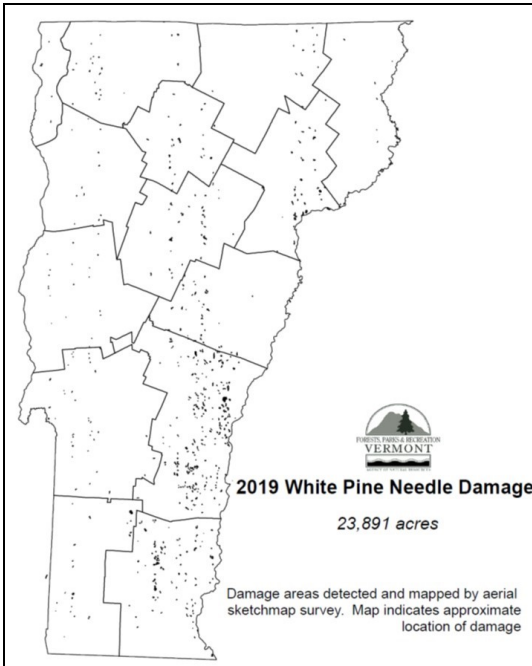 FORESTS, PARKS & RECREATION
VERMONT
2019 White Pine Needle Damage
23,891 acres
Damage areas detected and mapped by aerial
sketchmap survey. Map indicates approximate
location of damage